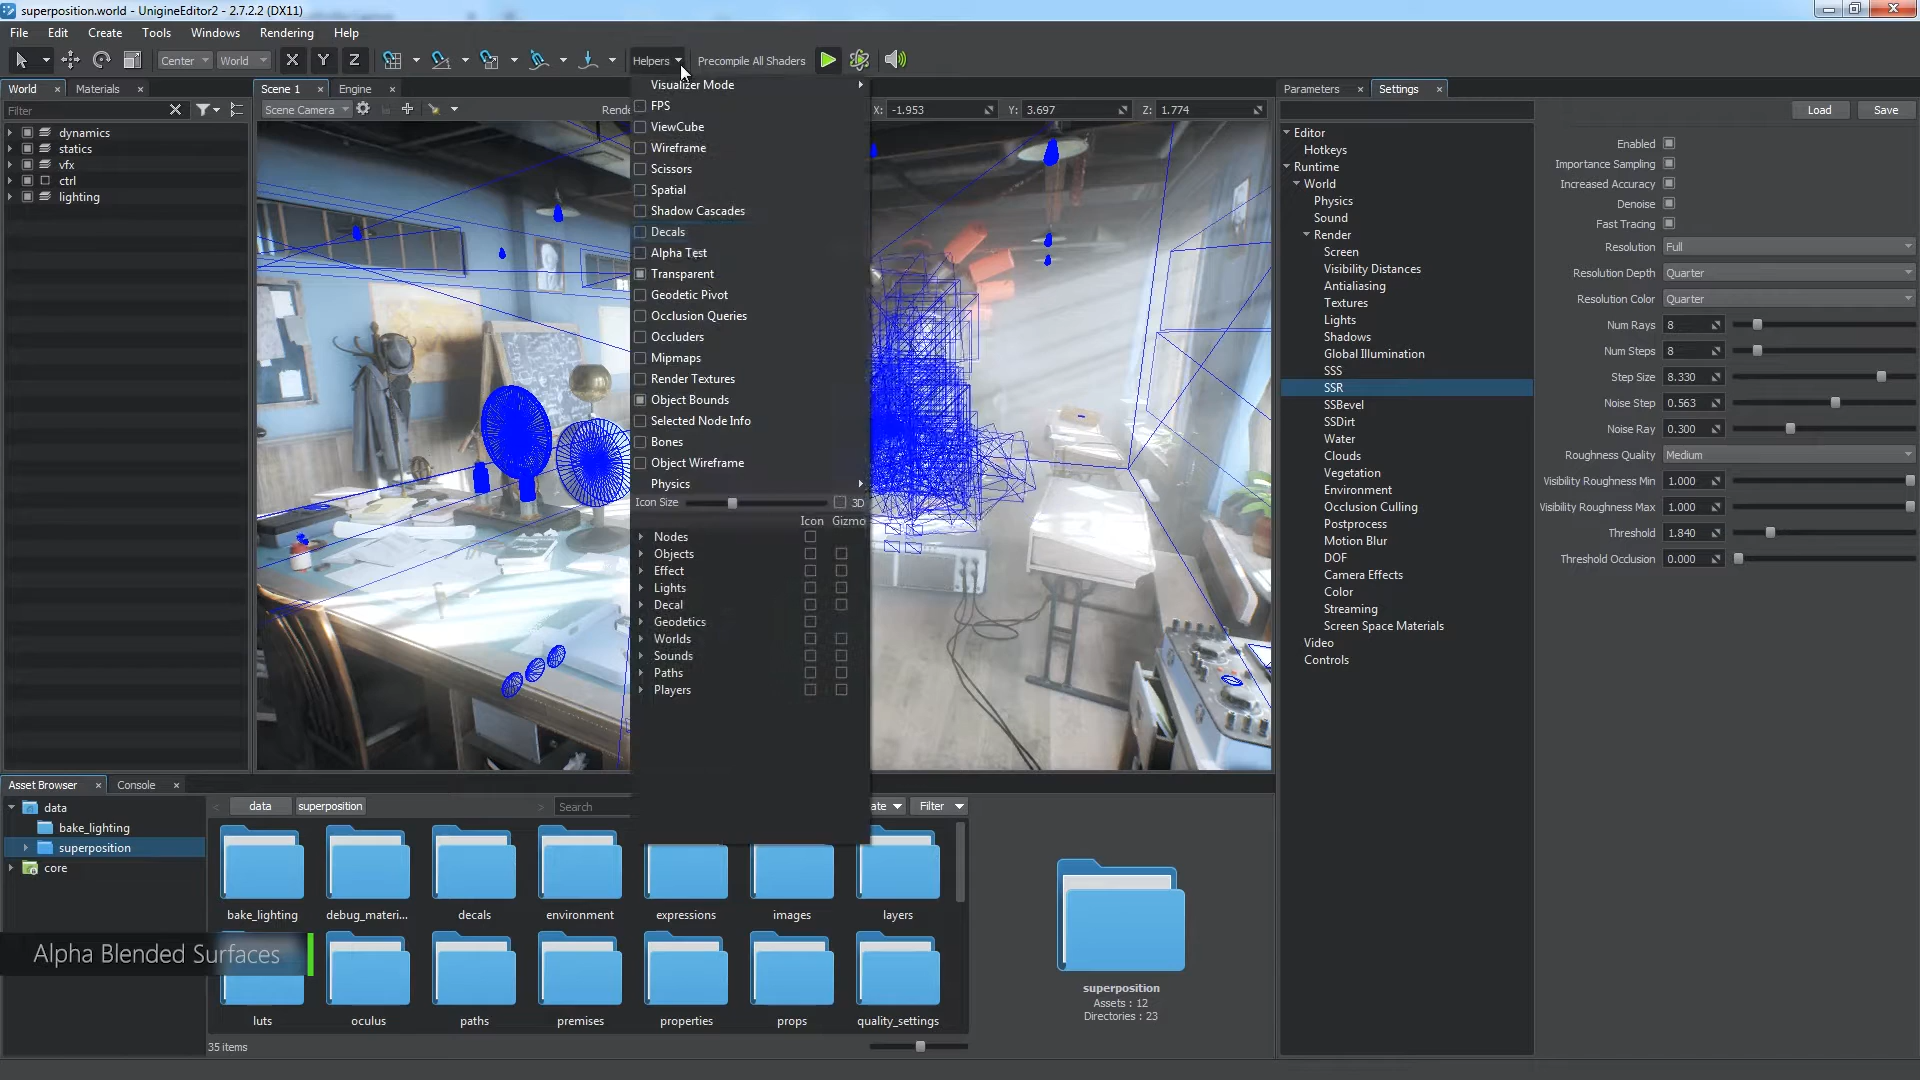 superposition.world - UnigineEditor2 - 2.7.2.2 (DX11)
File Edit Create Tools Windows Rendering Help
Center World X Y Z Helpers Precompile All Shaders
World Materials
Filter
dynamics
statics
vfx
ctrl
lighting
Scene 1 Engine
Scene Camera
X: -1.953 Y: 3.697 Z: 1.774
Visualizer Mode
FPS
ViewCube
Wireframe
Scissors
Spatial
Shadow Cascades
Decals
Alpha Test
Transparent
Geodetic Pivot
Occlusion Queries
Occluders
Mipmaps
Render Textures
Object Bounds
Selected Node Info
Bones
Object Wireframe
Physics
Icon Size 3D
Icon Gizmo
Nodes
Objects
Effect
Lights
Decal
Geodetics
Worlds
Sounds
Paths
Players
Parameters Settings
Load Save
Editor
Hotkeys
Runtime
World
Physics
Sound
Render
Screen
Visibility Distances
Antialiasing
Textures
Lights
Shadows
Global Illumination
SSS
SSR
SSBevel
SSDirt
Water
Clouds
Vegetation
Environment
Occlusion Culling
Postprocess
Motion Blur
DOF
Camera Effects
Color
Streaming
Screen Space Materials
Video
Controls
Enabled
Importance Sampling
Increased Accuracy
Denoise
Fast Tracing
Resolution Full
Resolution Depth Quarter
Resolution Color Quarter
Num Rays 8
Num Steps 8
Step Size 8.330
Noise Step 0.563
Noise Ray 0.300
Roughness Quality Medium
Visibility Roughness Min 1.000
Visibility Roughness Max 1.000
Threshold 1.840
Threshold Occlusion 0.000
Asset Browser Console
data
bake_lighting
superposition
core
data superposition Search Filter
bake_lighting debug_materi... decals environment expressions images layers
luts oculus paths premises properties props quality_settings
35 items
superposition
Assets : 12
Directories : 23
Alpha Blended Surfaces